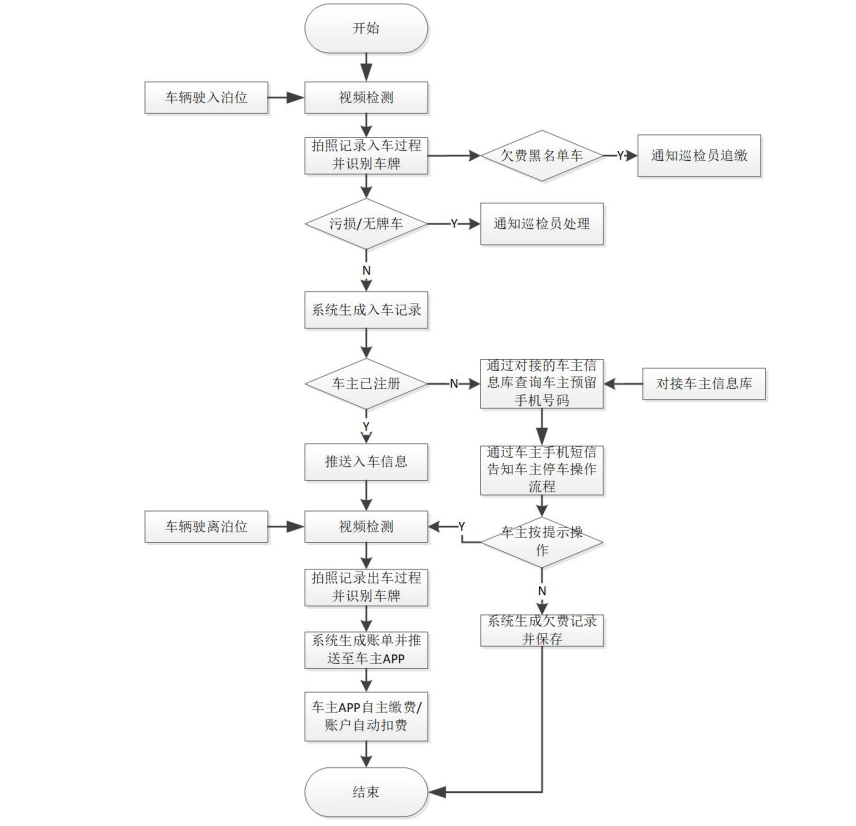 开始
车辆驶入泊位
视频检测
拍照记录入车过程
并识别车牌
欠费黑名单车
Y
通知巡检员追缴
污损/无牌车
Y
通知巡检员处理
N
系统生成入车记录
车主已注册
N
通过对接的车主信
息库查询车主预留
手机号码
对接车主信息库
Y
推送入车信息
通过车主手机短信
告知车主停车操作
流程
车辆驶离泊位
视频检测
Y
车主按提示操
作
拍照记录出车过程
并识别车牌
N
系统生成欠费记录
并保存
系统生成账单并推
送至车主APP
车主APP自主缴费/
账户自动扣费
结束